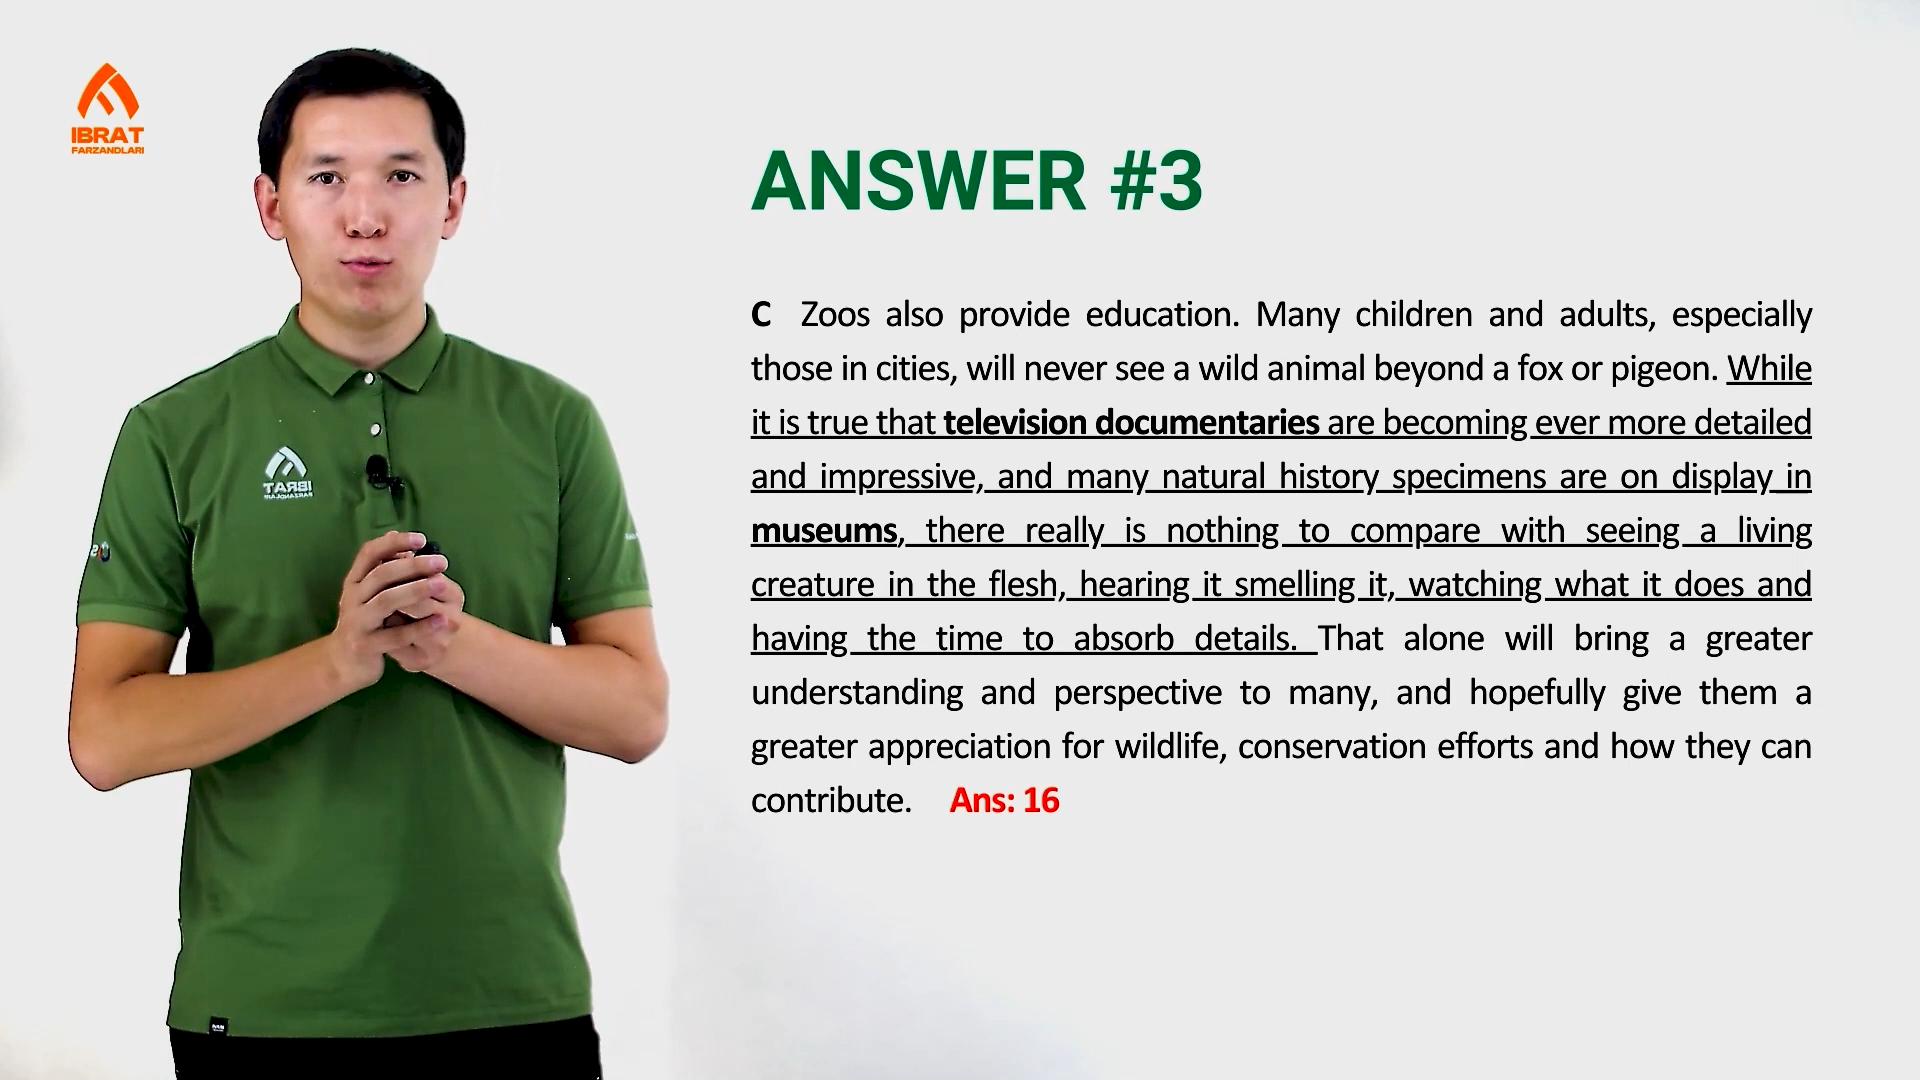 IBRAT
FARZANDLARI
ANSWER #3
C Zoos also provide education. Many children and adults, especially
those in cities, will never see a wild animal beyond a fox or pigeon. While
it is true that television documentaries are becoming ever more detailed
and impressive, and many natural history specimens are on display in
museums, there really is nothing to compare with seeing a living
creature in the flesh, hearing it smelling it, watching what it does and
having the time to absorb details. That alone will bring a greater
understanding and perspective to many, and hopefully give them a
greater appreciation for wildlife, conservation efforts and how they can
contribute. Ans: 16
IBRAT
FARZANDLARI